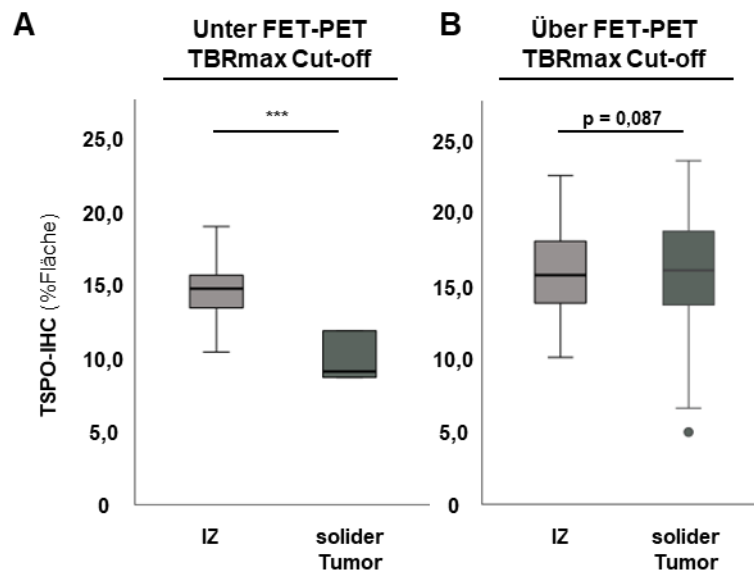 A
Unter FET-PET
TBRmax Cut-off
***
25,0
20,0
15,0
10,0
5,0
0
TSPO-IHC (%Fläche)
IZ
solider
Tumor
B
Über FET-PET
TBRmax Cut-off
p = 0,087
25,0
20,0
15,0
10,0
5,0
0
IZ
solider
Tumor